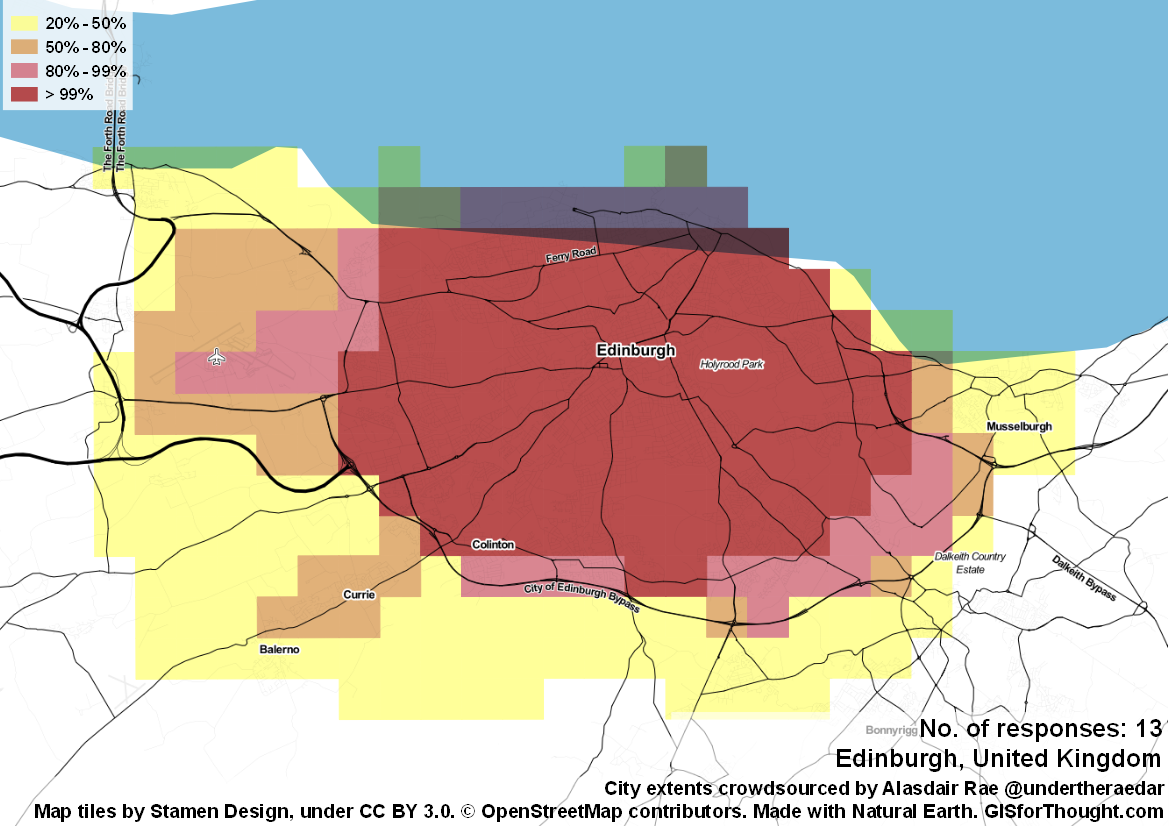 20% - 50%
50% - 80%
80% - 99%
> 99%
The Forth Road Bridge
The Forth Road Bridge
Ferry Road
Edinburgh
Holyrood Park
Musselburgh
Colinton
Dalkeith Country
Estate
City of Edinburgh Bypass
Dalkeith Bypass
Currie
Balerno
Bonnyrigg
No. of responses: 13
Edinburgh, United Kingdom
City extents crowdsourced by Alasdair Rae @undertheraedar
Map tiles by Stamen Design, under CC BY 3.0. © OpenStreetMap contributors. Made with Natural Earth. GISforThought.com